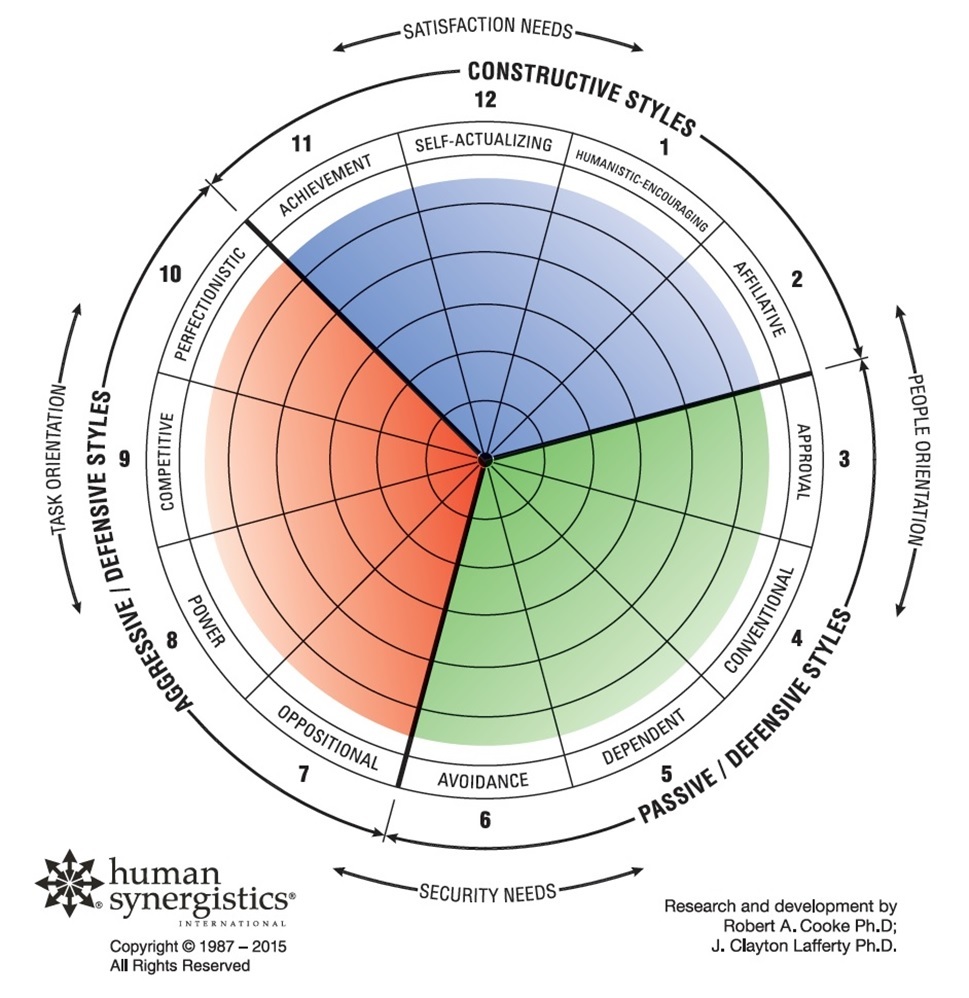 SATISFACTION NEEDS
CONSTRUCTIVE STYLES
12
11
1
SELF-ACTUALIZING
ACHIEVEMENT
HUMANISTIC-ENCOURAGING
10
2
PERFECTIONISTIC
AFFILIATIVE
TASK ORIENTATION
AGGRESSIVE / DEFENSIVE STYLES
9
COMPETITIVE
APPROVAL
3
PEOPLE ORIENTATION
8
POWER
CONVENTIONAL
4
PASSIVE / DEFENSIVE STYLES
OPPOSITIONAL
DEPENDENT
7
AVOIDANCE
5
6
SECURITY NEEDS
human
synergistics®
INTERNATIONAL
Copyright © 1987 – 2015
All Rights Reserved
Research and development by
Robert A. Cooke Ph.D;
J. Clayton Lafferty Ph.D.